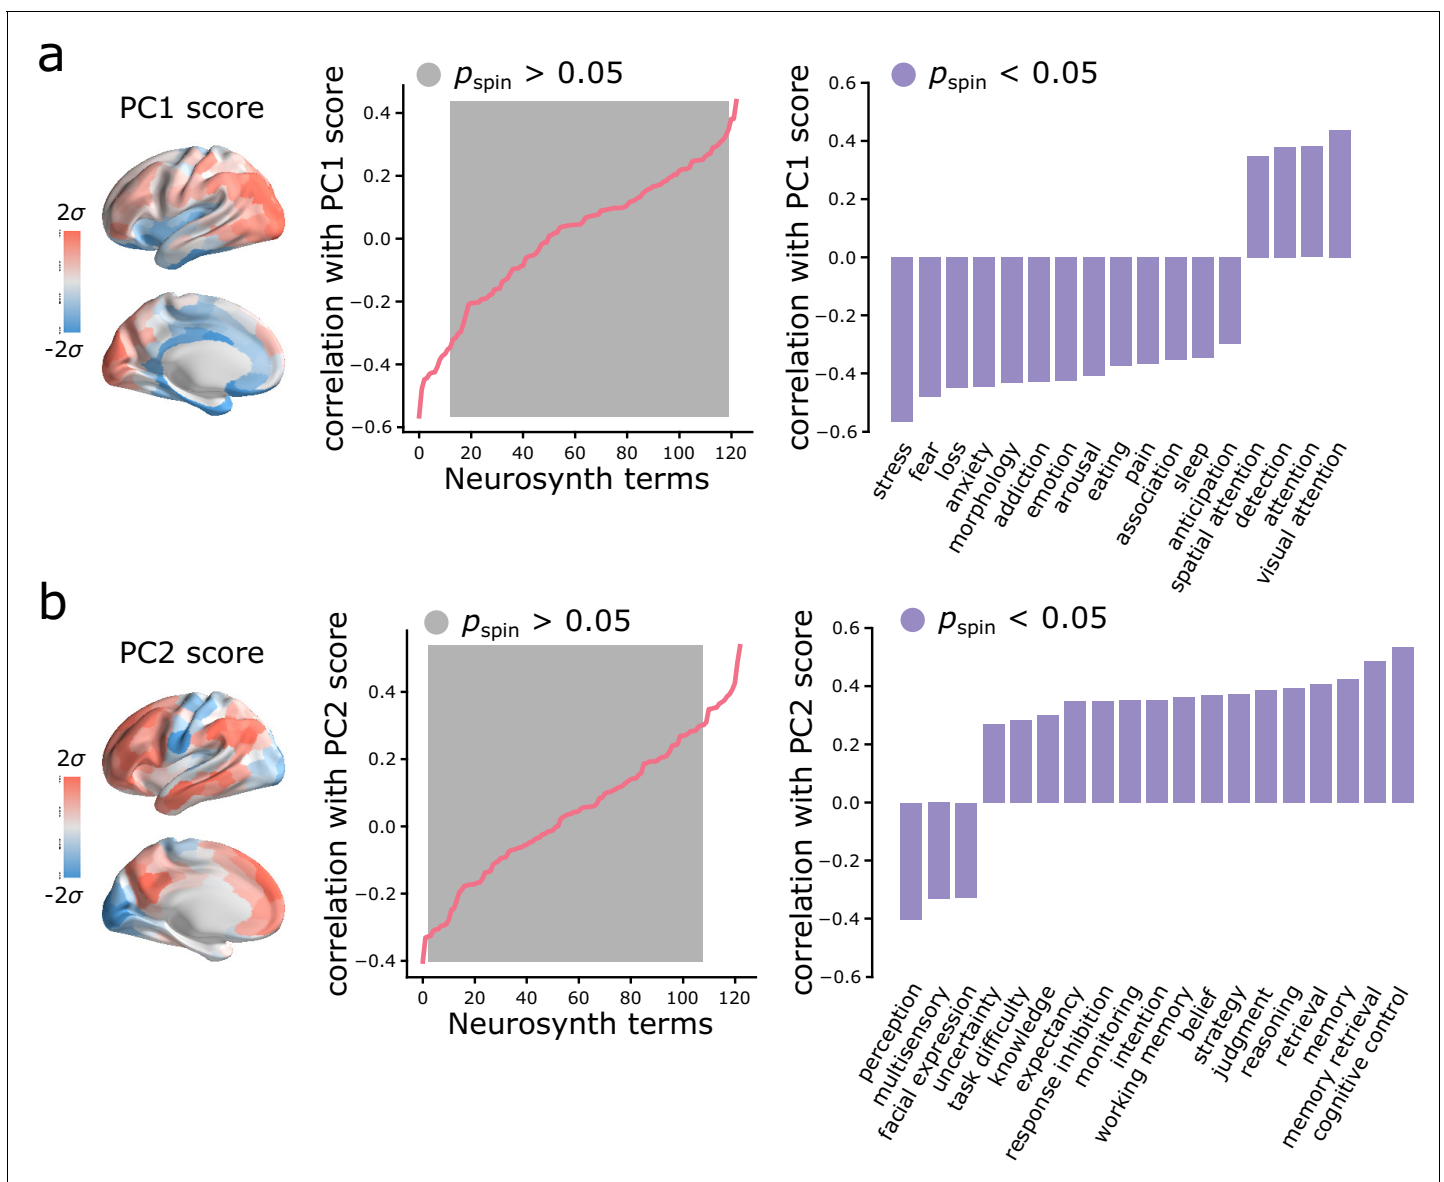 a
PC1 score
2σ
-2σ
p_spin > 0.05
correlation with PC1 score
0.4
0.2
0.0
−0.2
−0.4
−0.6
0 20 40 60 80 100 120
Neurosynth terms
p_spin < 0.05
correlation with PC1 score
0.6
0.4
0.2
0.0
−0.2
−0.4
−0.6
stress
fear
loss
anxiety
morphology
addiction
emotion
arousal
eating
pain
association
sleep
anticipation
spatial attention
detection
attention
visual attention
b
PC2 score
2σ
-2σ
p_spin > 0.05
correlation with PC2 score
0.4
0.2
0.0
−0.2
−0.4
0 20 40 60 80 100 120
Neurosynth terms
p_spin < 0.05
correlation with PC2 score
0.6
0.4
0.2
0.0
−0.2
−0.4
−0.6
perception
multisensory
facial expression
uncertainty
task difficulty
knowledge
expectancy
response inhibition
monitoring
intention
working memory
belief
strategy
judgment
reasoning
retrieval
memory
memory retrieval
cognitive control